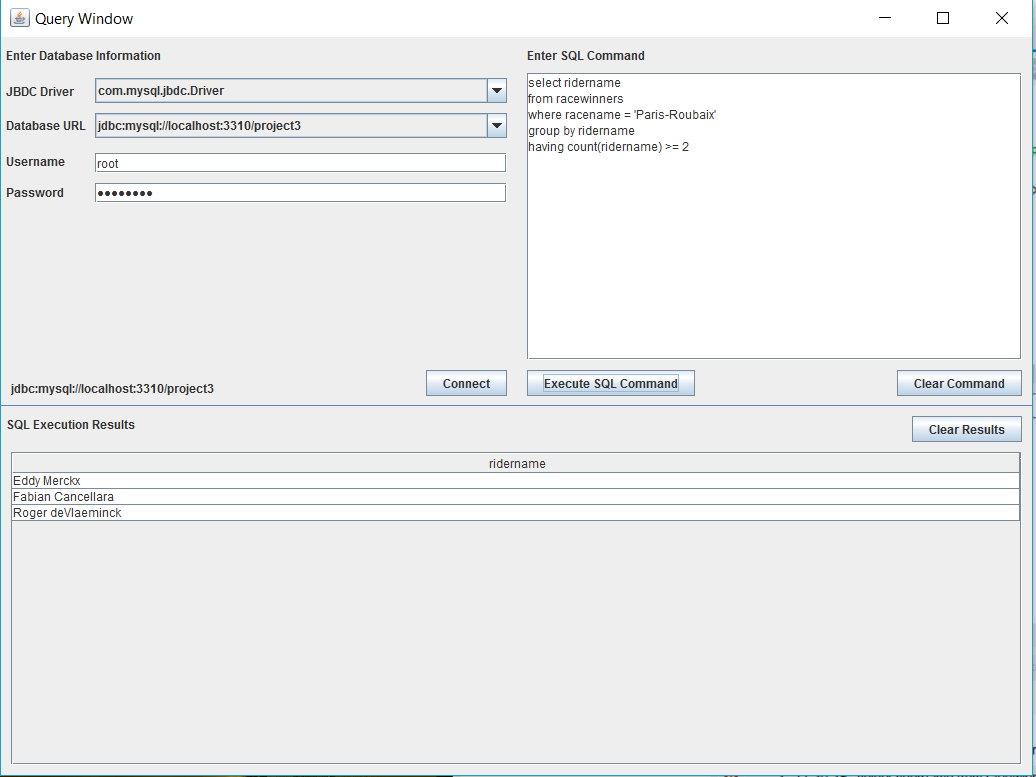 Query Window
Enter Database Information
JBDC Driver
com.mysql.jbdc.Driver
Database URL
jdbc:mysql://localhost:3310/project3
Username
root
Password
••••••••
jdbc:mysql://localhost:3310/project3
Connect
Enter SQL Command
select ridername
from racewinners
where racename = 'Paris-Roubaix'
group by ridername
having count(ridername) >= 2
Execute SQL Command
Clear Command
SQL Execution Results
Clear Results
ridername
Eddy Merckx
Fabian Cancellara
Roger deVlaeminck